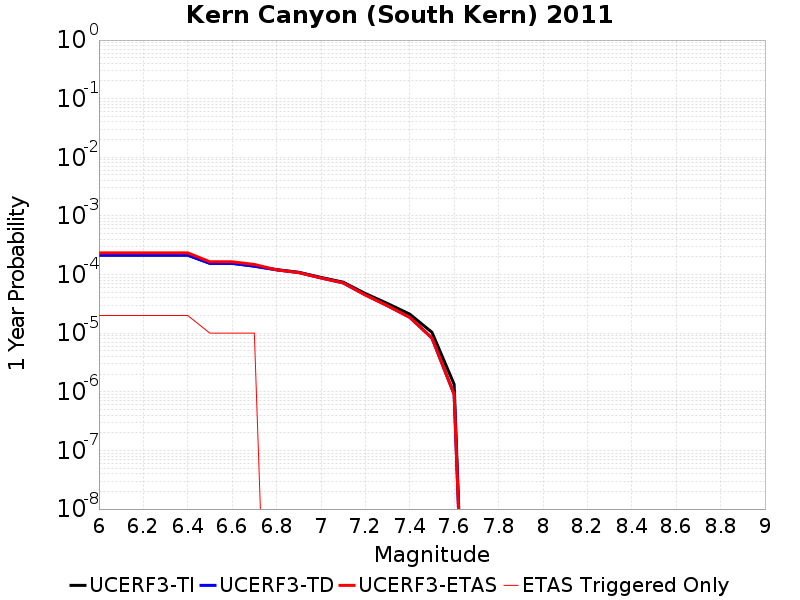 Kern Canyon (South Kern) 2011
10^0
10^-1
10^-2
10^-3
10^-4
10^-5
10^-6
10^-7
10^-8
1 Year Probability
6 6.2 6.4 6.6 6.8 7 7.2 7.4 7.6 7.8 8 8.2 8.4 8.6 8.8 9
Magnitude
UCERF3-TI UCERF3-TD UCERF3-ETAS ETAS Triggered Only